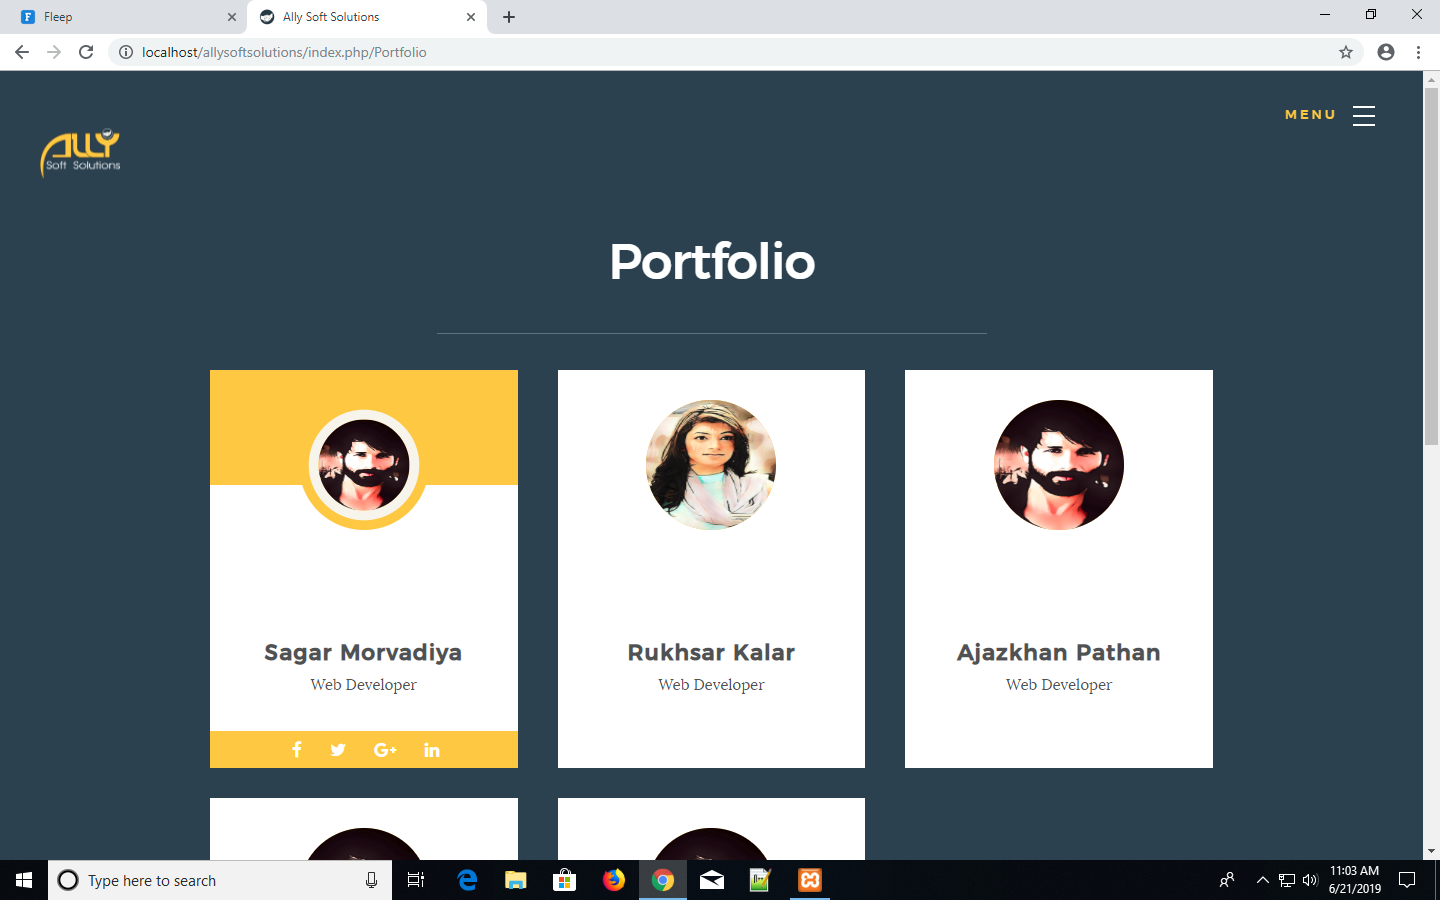 Fleep
Ally Soft Solutions
localhost/allysoftsolutions/index.php/Portfolio
MENU
ALLY
Soft Solutions
Portfolio
Sagar Morvadiya
Web Developer
Rukhsar Kalar
Web Developer
Ajazkhan Pathan
Web Developer
Type here to search
11:03 AM
6/21/2019